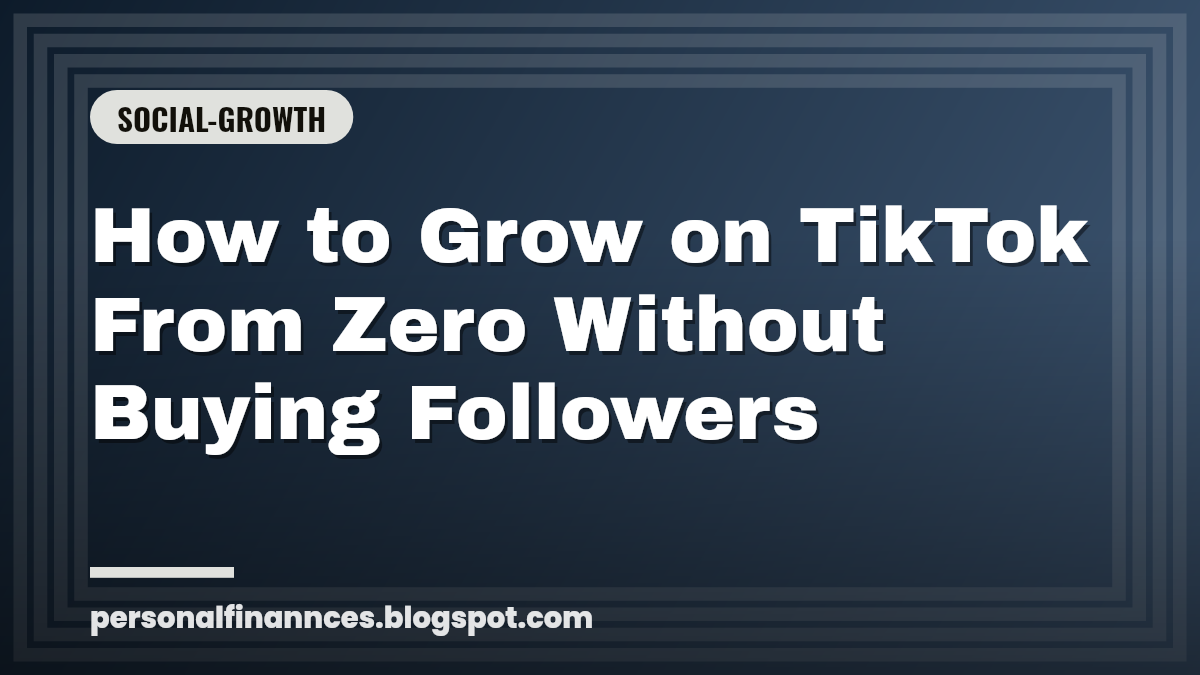 SOCIAL-GROWTH
How to Grow on TikTok
From Zero Without
Buying Followers
personalfinannces.blogspot.com